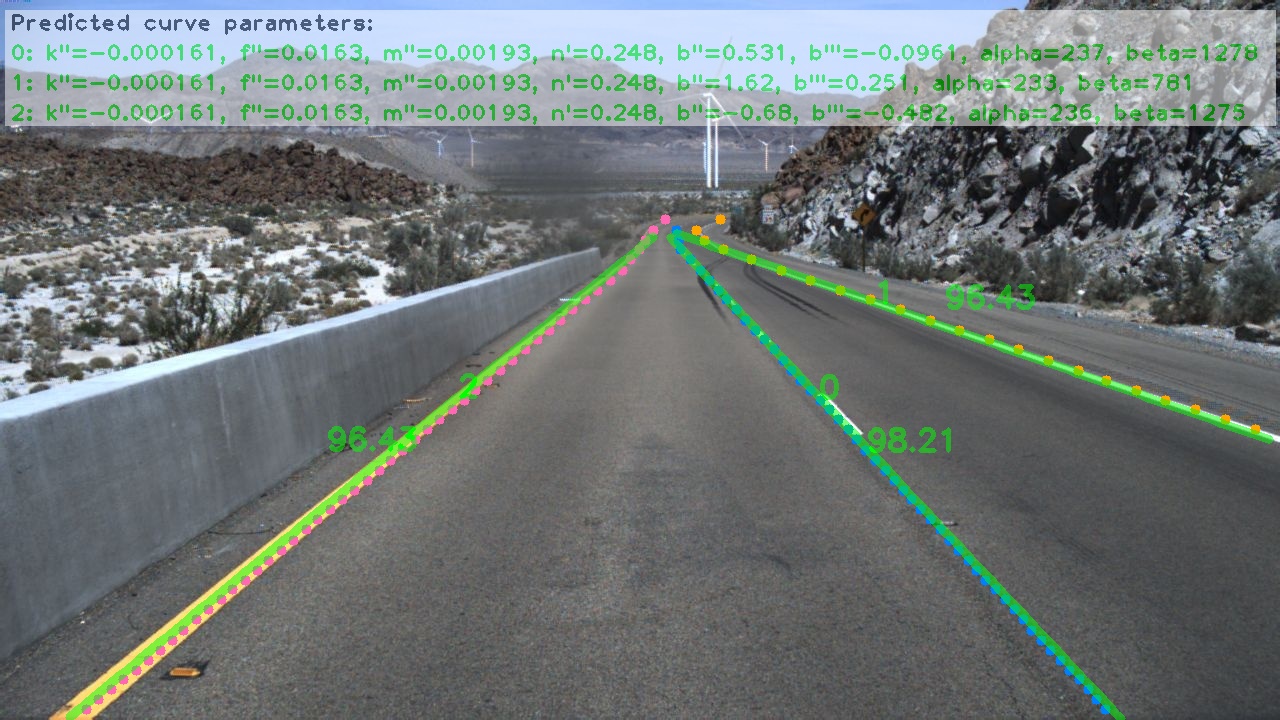 Predicted curve parameters:
0: k''=-0.000161, f''=0.0163, m''=0.00193, n'=0.248, b''=0.531, b'''=-0.0961, alpha=237, beta=1278
1: k''=-0.000161, f''=0.0163, m''=0.00193, n'=0.248, b''=1.62, b'''=0.251, alpha=233, beta=781
2: k''=-0.000161, f''=0.0163, m''=0.00193, n'=0.248, b''=-0.68, b'''=-0.482, alpha=236, beta=1275
1 96.43
2 0
96.43 98.21